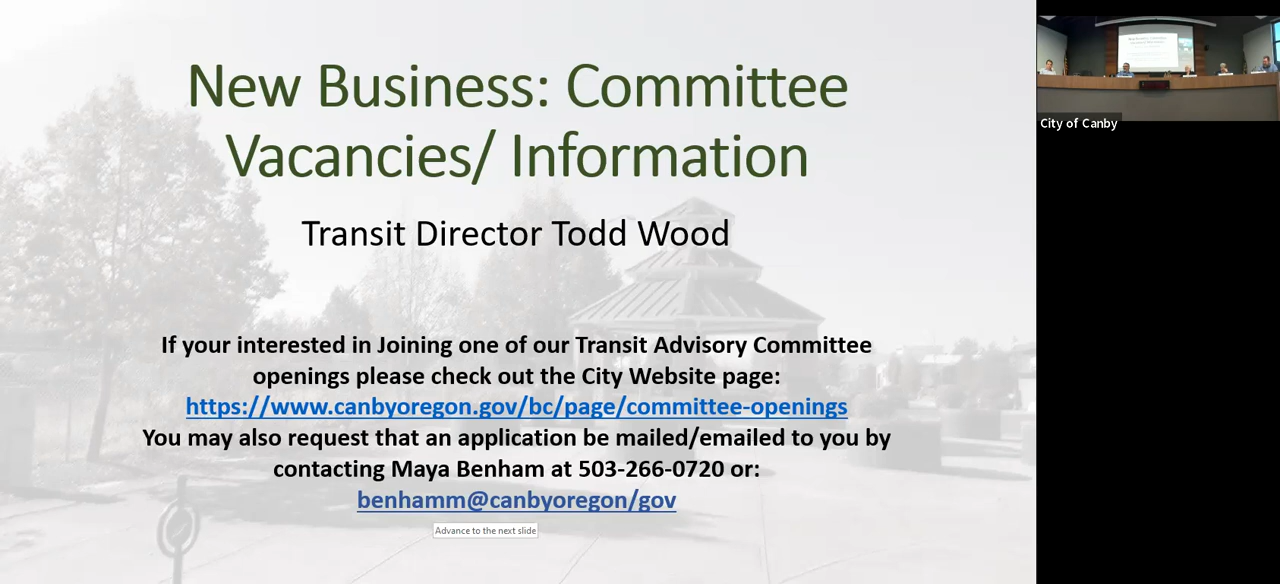 New Business: Committee
Vacancies/ Information
Transit Director Todd Wood
If your interested in Joining one of our Transit Advisory Committee
openings please check out the City Website page:
https://www.canbyoregon.gov/bc/page/committee-openings
You may also request that an application be mailed/emailed to you by
contacting Maya Benham at 503-266-0720 or:
benhamm@canbyoregon/gov
Advance to the next slide
City of Canby